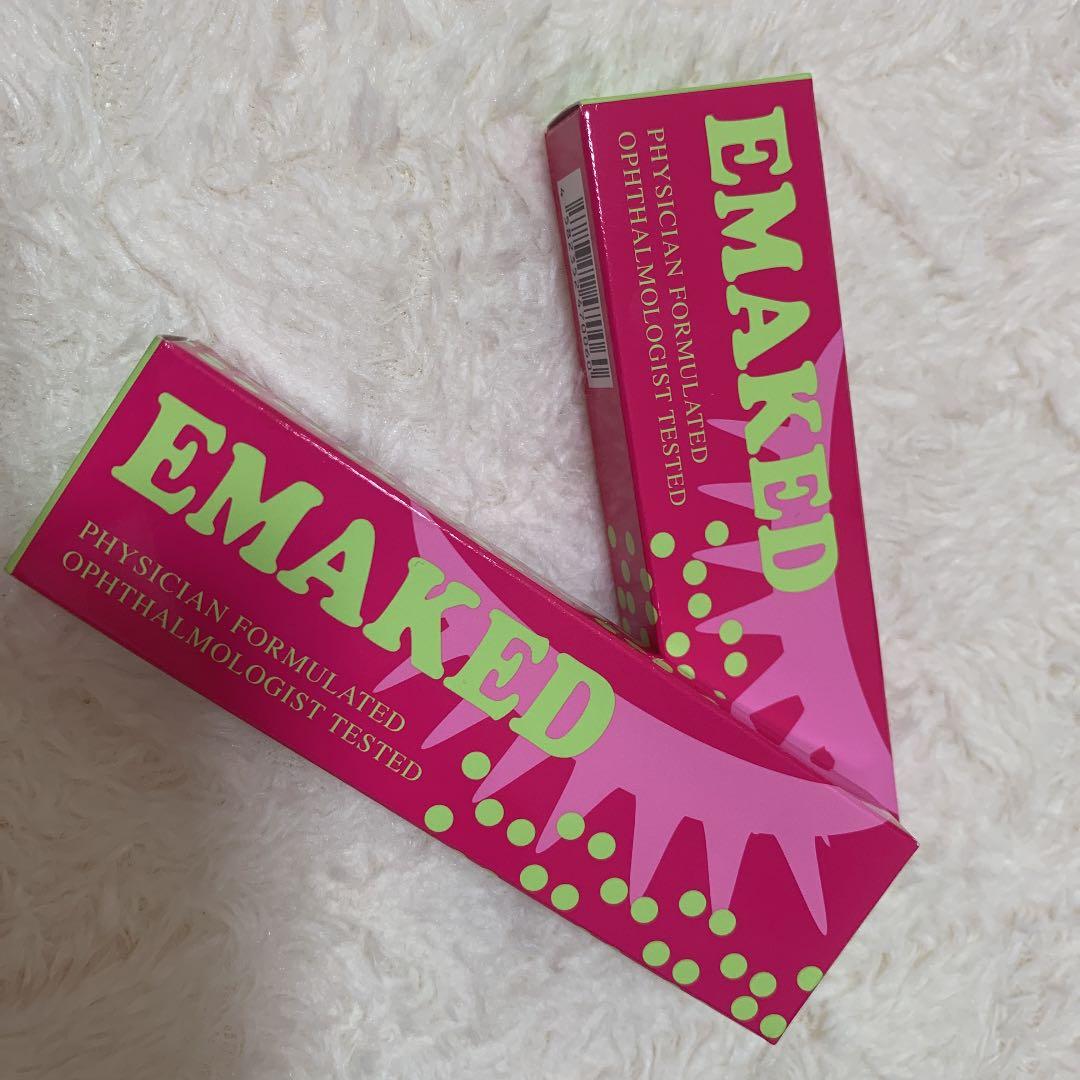 EMAKED
PHYSICIAN FORMULATED
OPHTHALMOLOGIST TESTED
EMAKED
PHYSICIAN FORMULATED
OPHTHALMOLOGIST TESTED